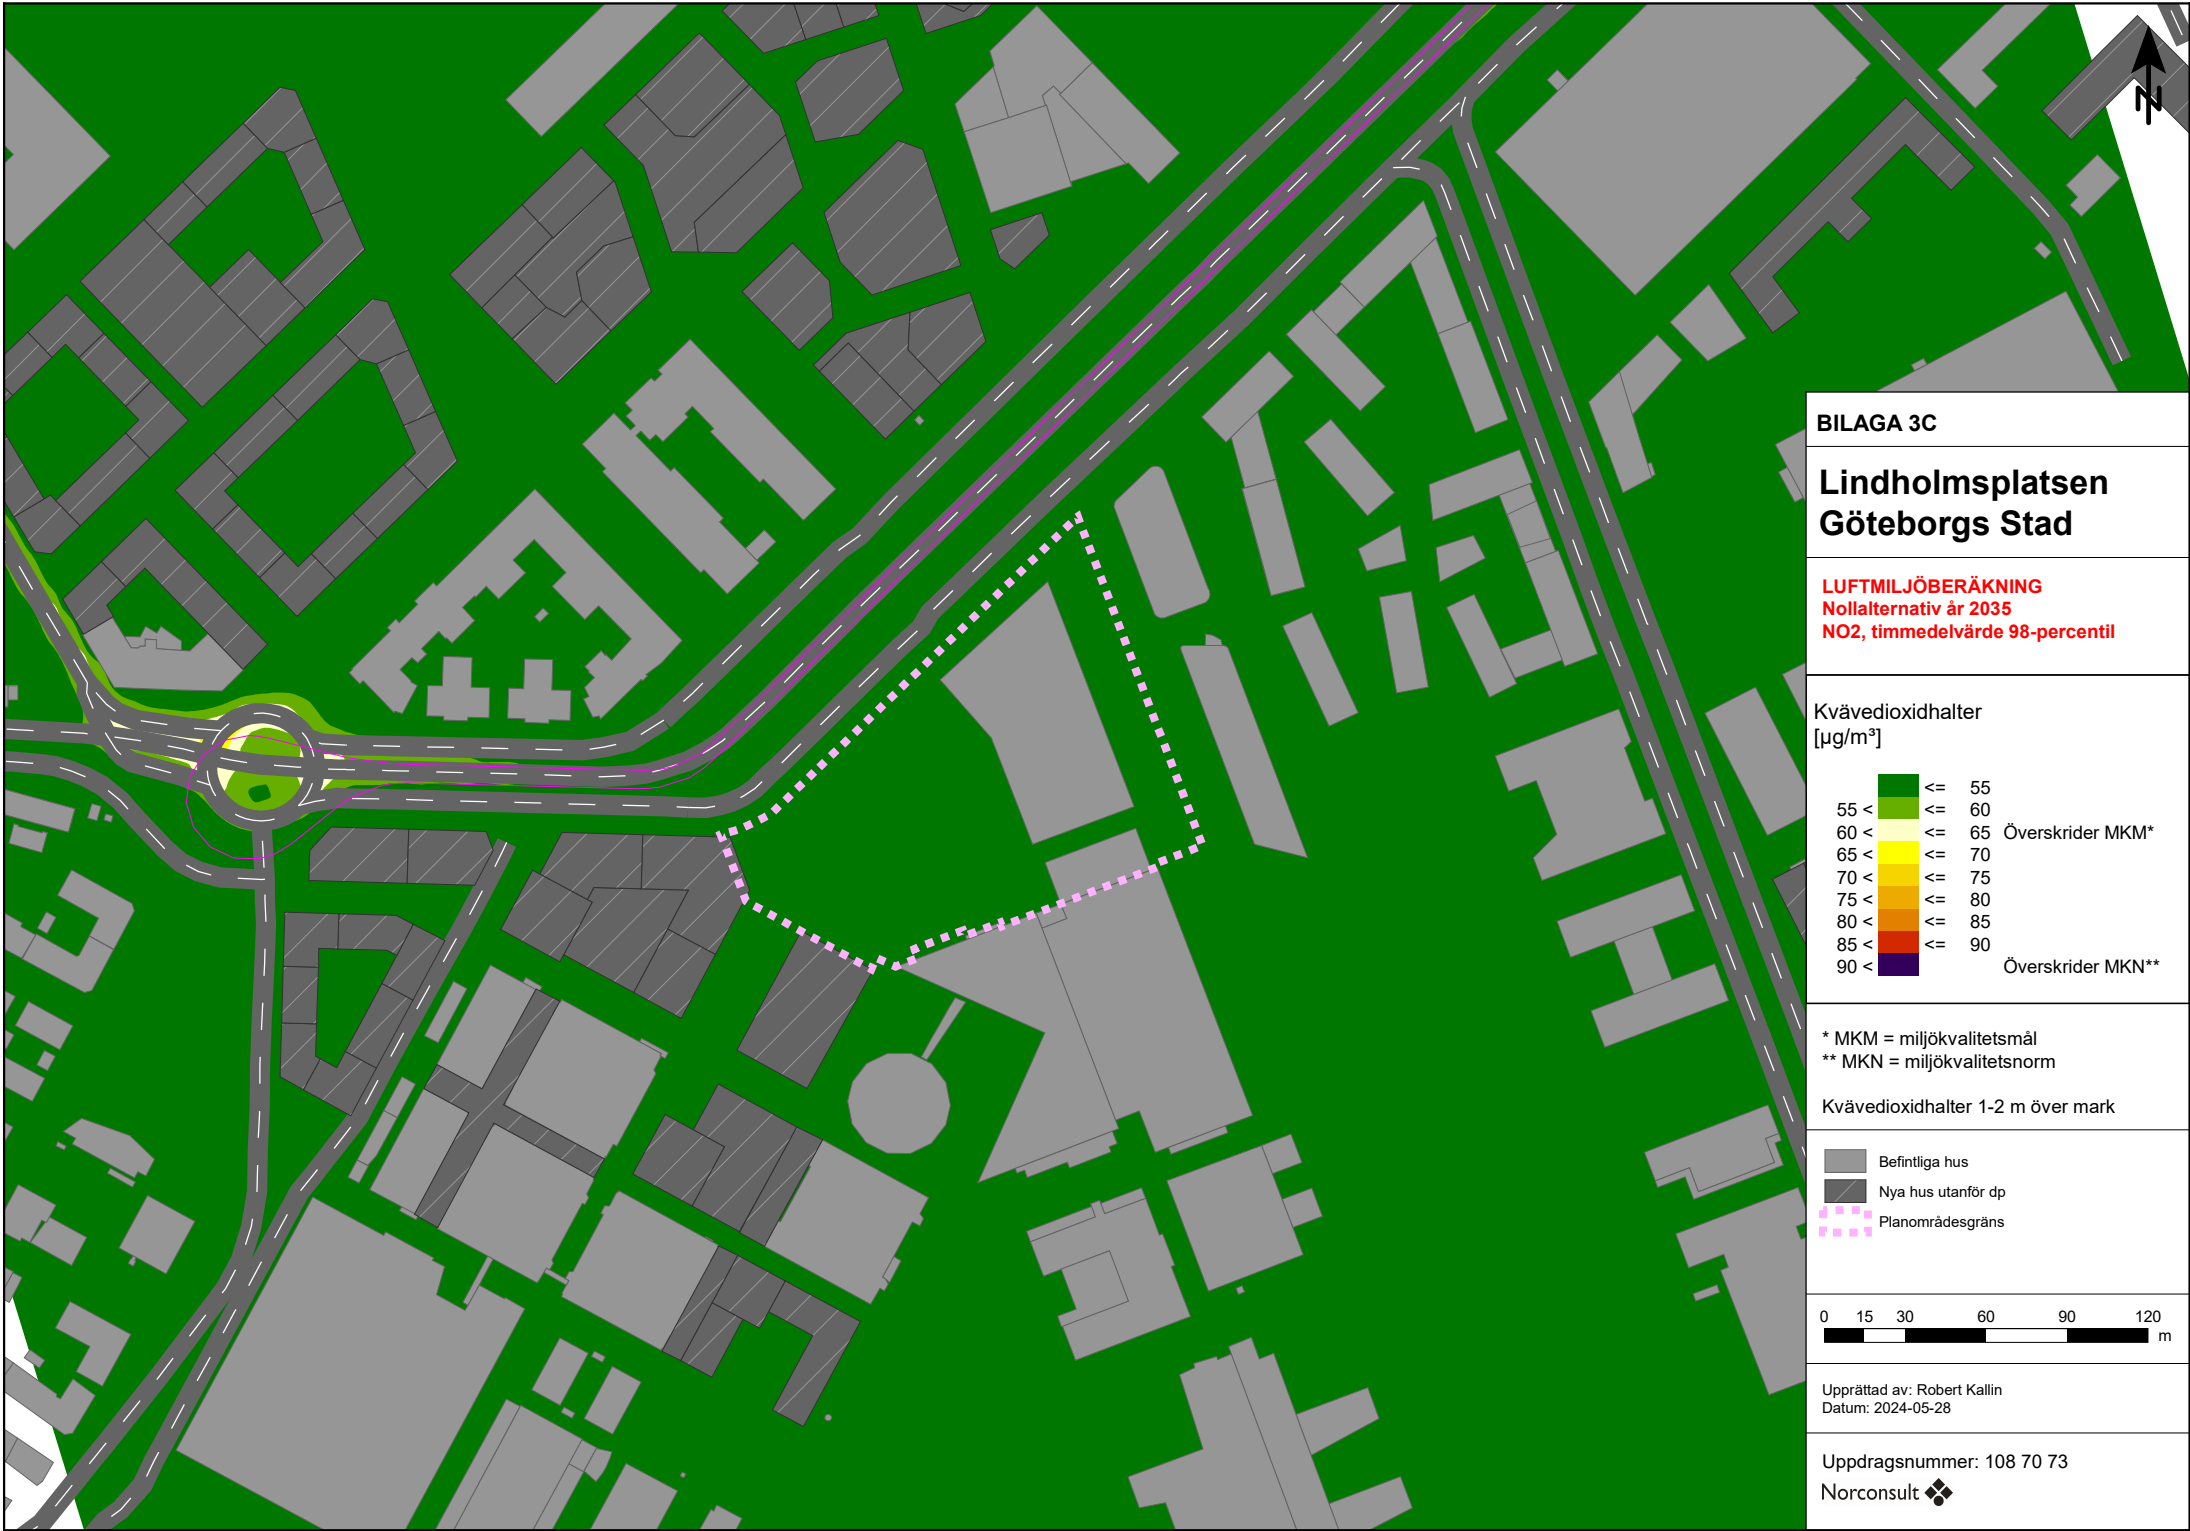 N
BILAGA 3C
Lindholmsplatsen
Göteborgs Stad
LUFTMILJÖBERÄKNING
Nollalternativ år 2035
NO2, timmedelvärde 98-percentil
Kvävedioxidhalter
[µg/m³]
<= 55
55 < <= 60
60 < <= 65 Överskrider MKM*
65 < <= 70
70 < <= 75
75 < <= 80
80 < <= 85
85 < <= 90
90 < Överskrider MKN**
* MKM = miljökvalitetsmål
** MKN = miljökvalitetsnorm
Kvävedioxidhalter 1-2 m över mark
Befintliga hus
Nya hus utanför dp
Planområdesgräns
0 15 30 60 90 120
m
Upprättad av: Robert Kallin
Datum: 2024-05-28
Uppdragsnummer: 108 70 73
Norconsult